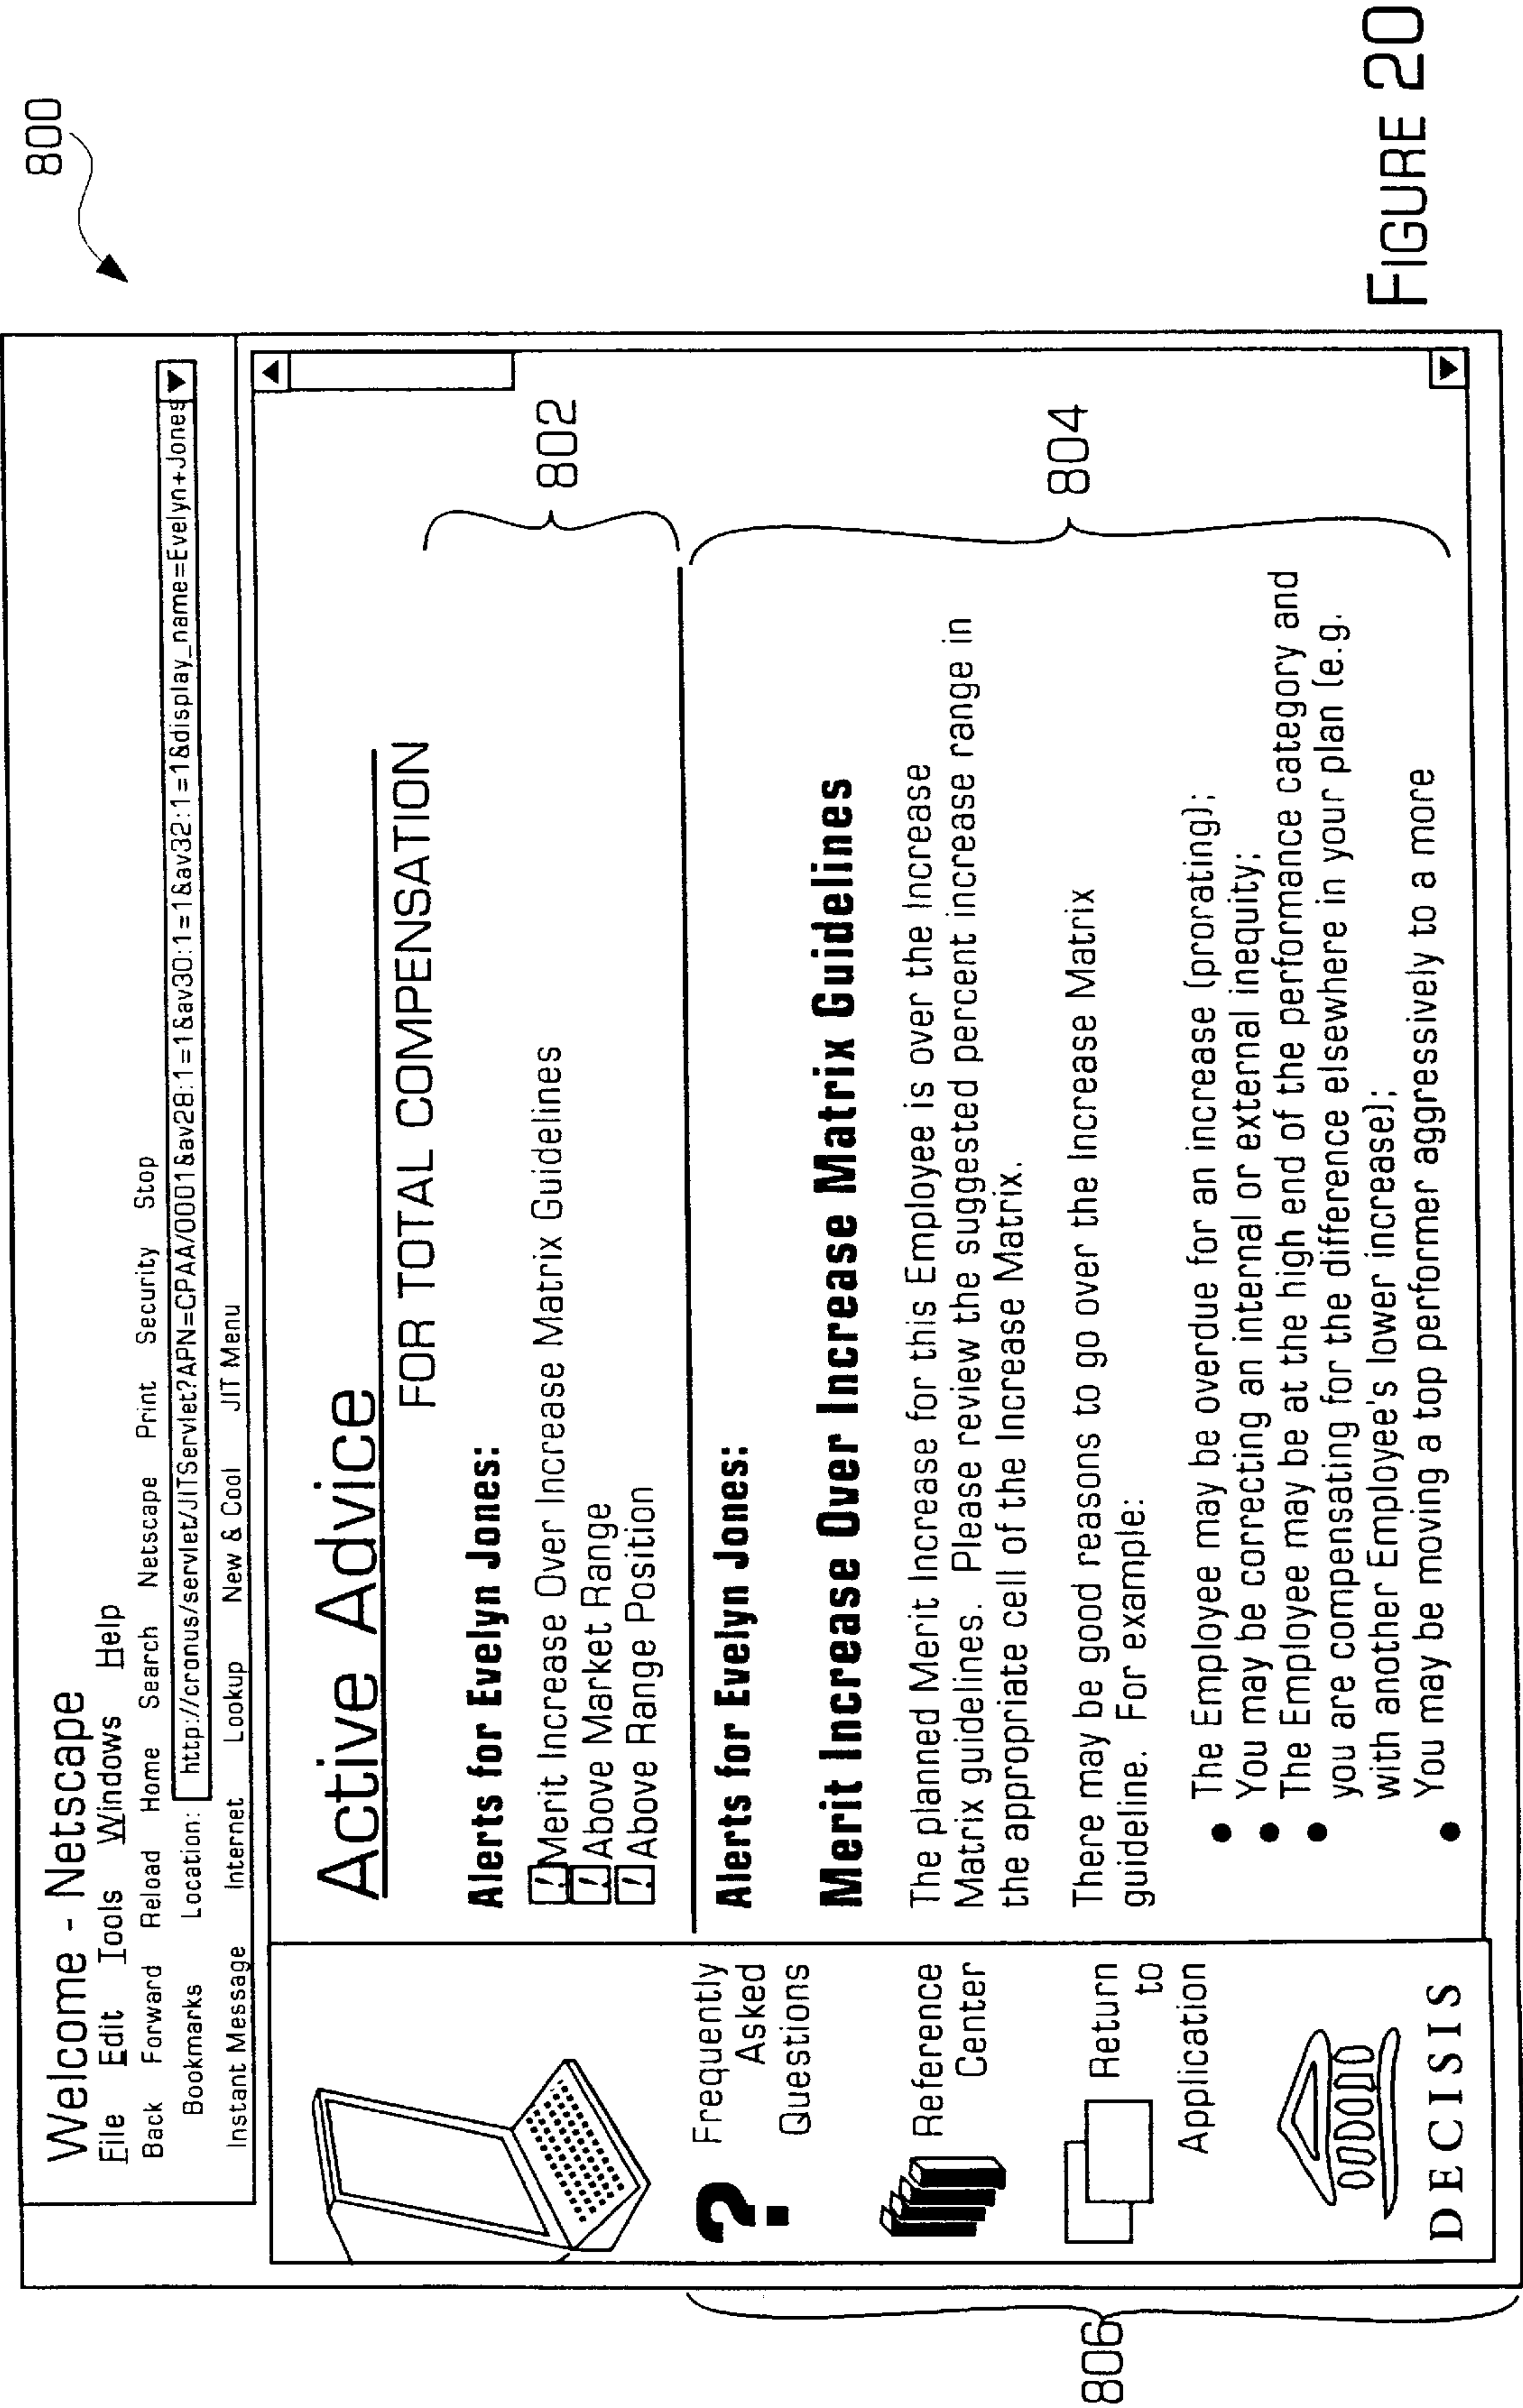 800
Welcome - Netscape
File Edit Tools Windows Help
Back Forward Reload Home Search Netscape Print Security Stop
Bookmarks Location: http://cronus/servlet/JITServlet?APN=CPAA/0001&av28:1=1&av30:1=1&av32:1=1&display_name=Evelyn+Jones
Instant Message Internet Lookup New & Cool JIT Menu
Active Advice
FOR TOTAL COMPENSATION
Alerts for Evelyn Jones:
! Merit Increase Over Increase Matrix Guidelines
! Above Market Range
! Above Range Position
802
Alerts for Evelyn Jones:
Merit Increase Over Increase Matrix Guidelines
The planned Merit Increase for this Employee is over the Increase
Matrix guidelines. Please review the suggested percent increase range in
the appropriate cell of the Increase Matrix.
There may be good reasons to go over the Increase Matrix
guideline. For example:
• The Employee may be overdue for an increase (prorating);
• You may be correcting an internal or external inequity;
• The Employee may be at the high end of the performance category and
you are compensating for the difference elsewhere in your plan (e.g.
with another Employee's lower increase);
• You may be moving a top performer aggressively to a more
804
? Frequently
Asked
Questions
Reference
Center
Return
to
Application
DECISIS
806
FIGURE 20